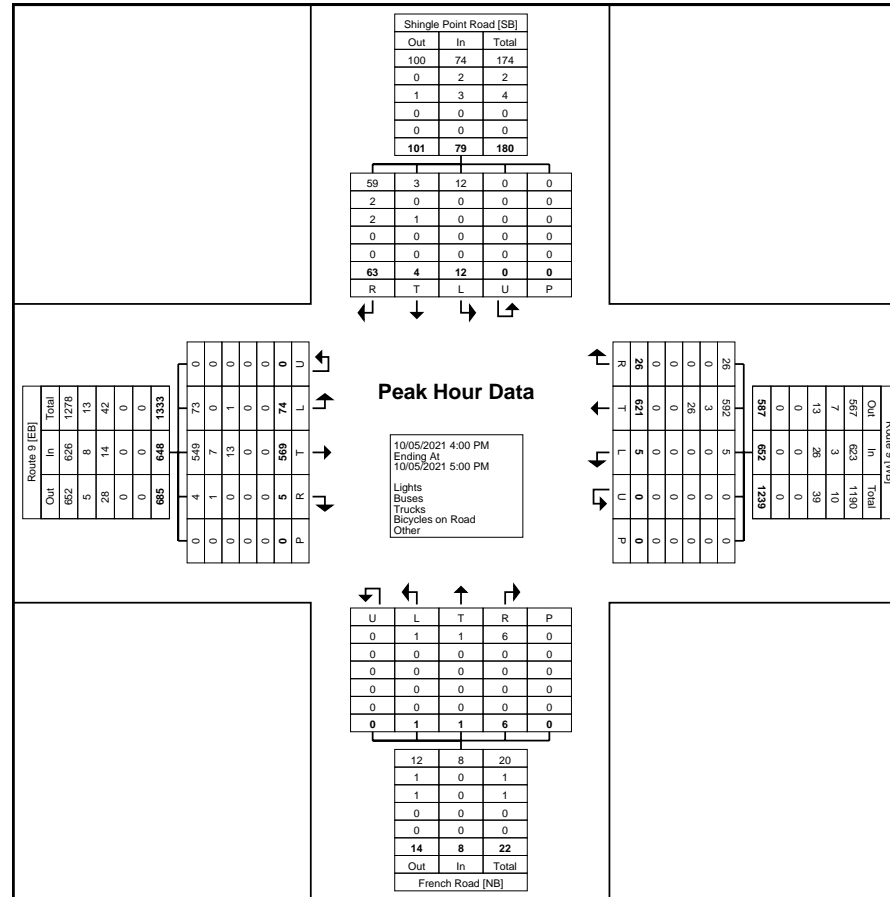 Shingle Point Road [SB]
Out In Total
100 74 174
0 2 2
1 3 4
0 0 0
0 0 0
101 79 180
59 3 12 0 0
2 0 0 0 0
2 1 0 0 0
0 0 0 0 0
0 0 0 0 0
63 4 12 0 0
R T L U P
Route 9 [EB]
Total In Out
1278 626 652
13 8 5
42 14 28
0 0 0
0 0 0
1333 648 685
0 73 549 4 0
0 0 7 1 0
0 1 13 0 0
0 0 0 0 0
0 0 0 0 0
0 74 569 5 0
U L T R P
Peak Hour Data
10/05/2021 4:00 PM
Ending At
10/05/2021 5:00 PM
Lights
Buses
Trucks
Bicycles on Road
Other
R T L U P
26 621 5 0 0
0 0 0 0 0
0 0 0 0 0
0 26 0 0 0
0 3 0 0 0
26 592 5 0 0
587 652 1239
0 0 0
0 0 0
13 26 39
7 3 10
567 623 1190
Out In Total
Route 9 [WB]
U L T R P
0 1 1 6 0
0 0 0 0 0
0 0 0 0 0
0 0 0 0 0
0 0 0 0 0
0 1 1 6 0
12 8 20
1 0 1
1 0 1
0 0 0
0 0 0
14 8 22
Out In Total
French Road [NB]